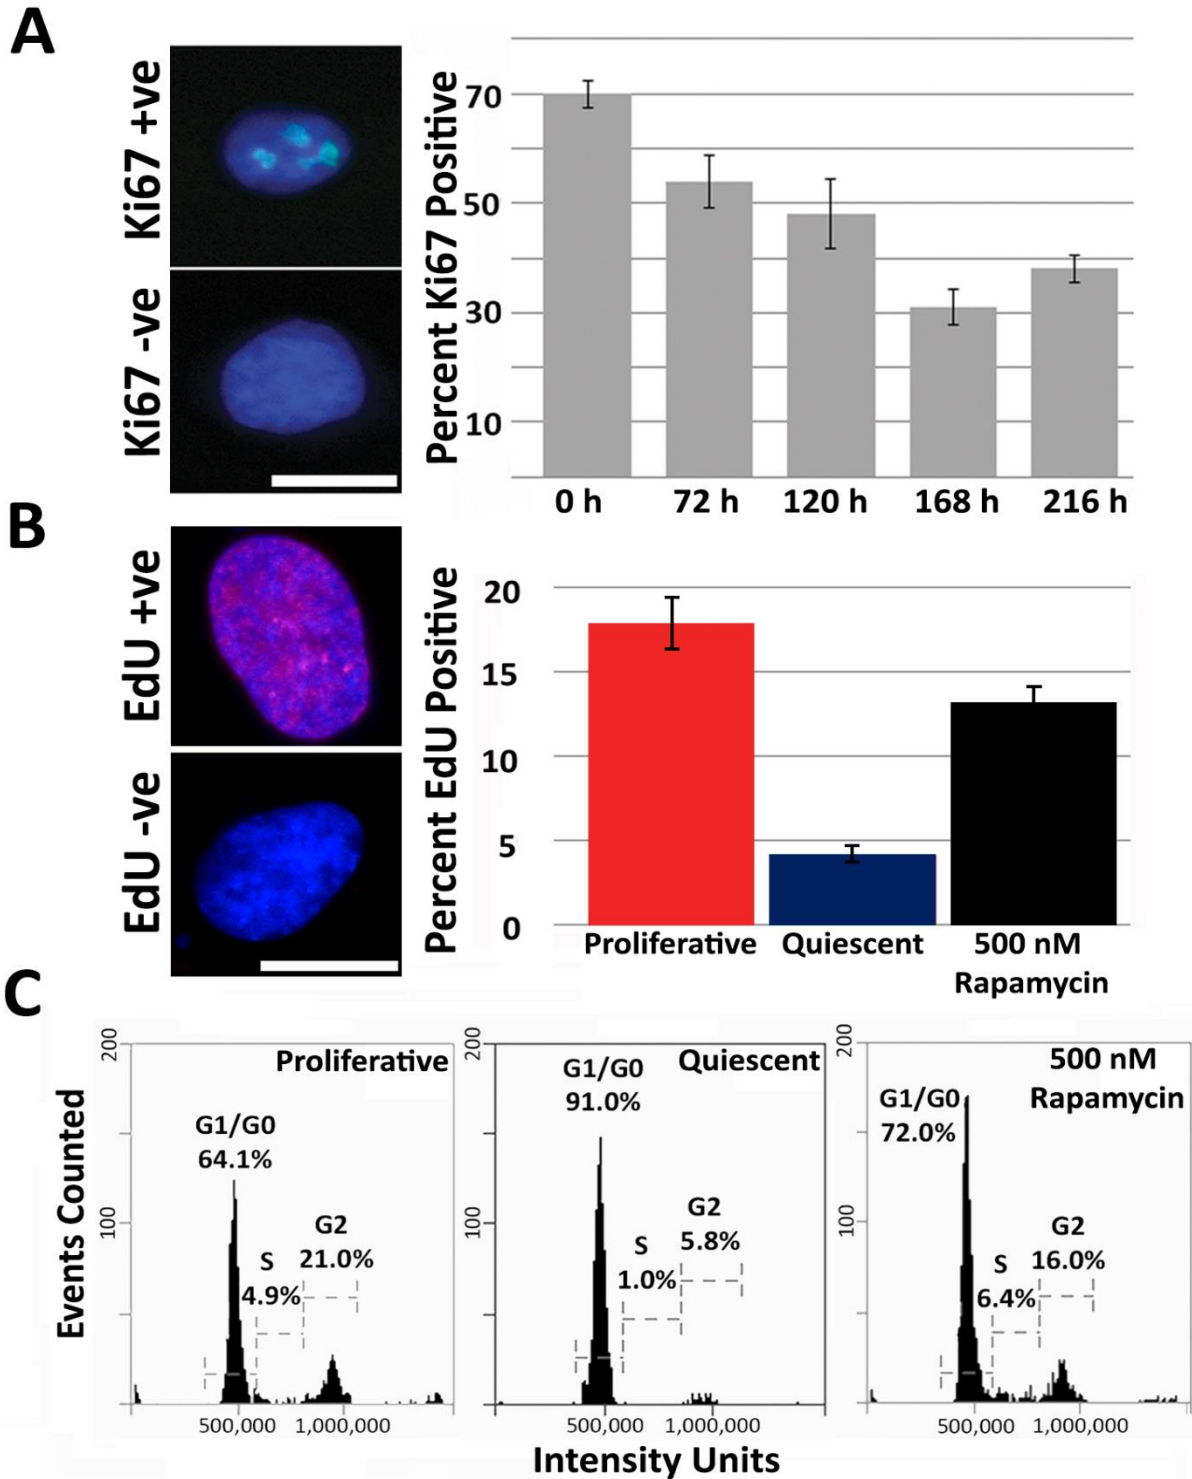 A
Ki67 +ve
Ki67 -ve
Percent Ki67 Positive
70
50
30
10
0 h
72 h
120 h
168 h
216 h
B
EdU +ve
EdU -ve
Percent EdU Positive
20
15
10
5
0
Proliferative
Quiescent
500 nM
Rapamycin
C
Events Counted
200
100
Proliferative
G1/G0
64.1%
S
4.9%
G2
21.0%
500,000
1,000,000
200
100
Quiescent
G1/G0
91.0%
S
1.0%
G2
5.8%
500,000
1,000,000
200
100
500 nM
Rapamycin
G1/G0
72.0%
S
6.4%
G2
16.0%
500,000
1,000,000
Intensity Units